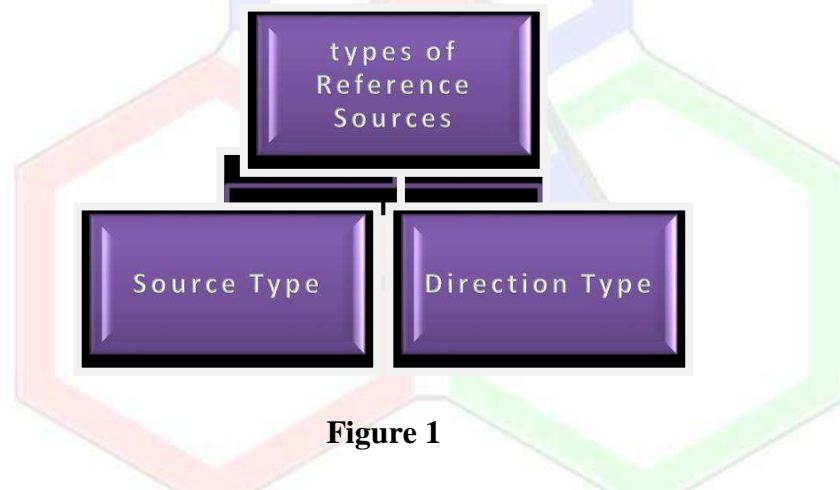 types of
Reference
Sources
Source Type
Direction Type
Figure 1